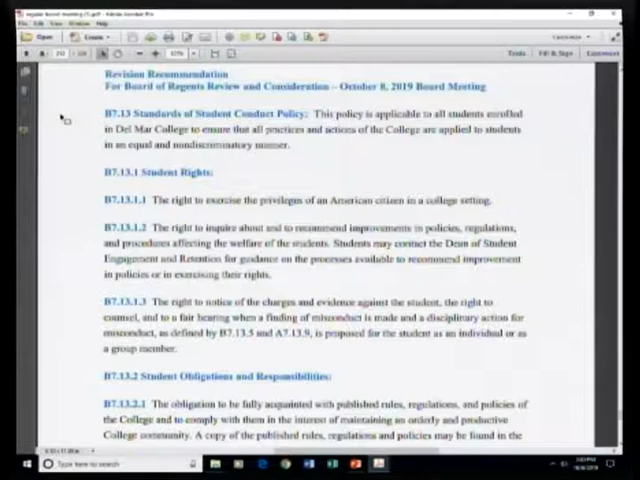 Open
Create
Customize
Tools
Fill & Sign
Comment
Revision Recommendation
For Board of Regents Review and Consideration – October 8, 2019 Board Meeting
B7.13 Standards of Student Conduct Policy: This policy is applicable to all students enrolled
in Del Mar College to ensure that all practices and actions of the College are applied to students
in an equal and nondiscriminatory manner.
B7.13.1 Student Rights:
B7.13.1.1 The right to exercise the privileges of an American citizen in a college setting.
B7.13.1.2 The right to inquire about and to recommend improvements in policies, regulations,
and procedures affecting the welfare of the students. Students may contact the Dean of Student
Engagement and Retention for guidance on the processes available to recommend improvement
in policies or in exercising their rights.
B7.13.1.3 The right to notice of the charges and evidence against the student, the right to
counsel, and to a fair hearing when a finding of misconduct is made and a disciplinary action for
misconduct, as defined by B7.13.5 and A7.13.9, is proposed for the student as an individual or as
a group member.
B7.13.2 Student Obligations and Responsibilities:
B7.13.2.1 The obligation to be fully acquainted with published rules, regulations, and policies of
the College and to comply with them in the interest of maintaining an orderly and productive
College community. A copy of the published rules, regulations and policies may be found in the
Type here to search